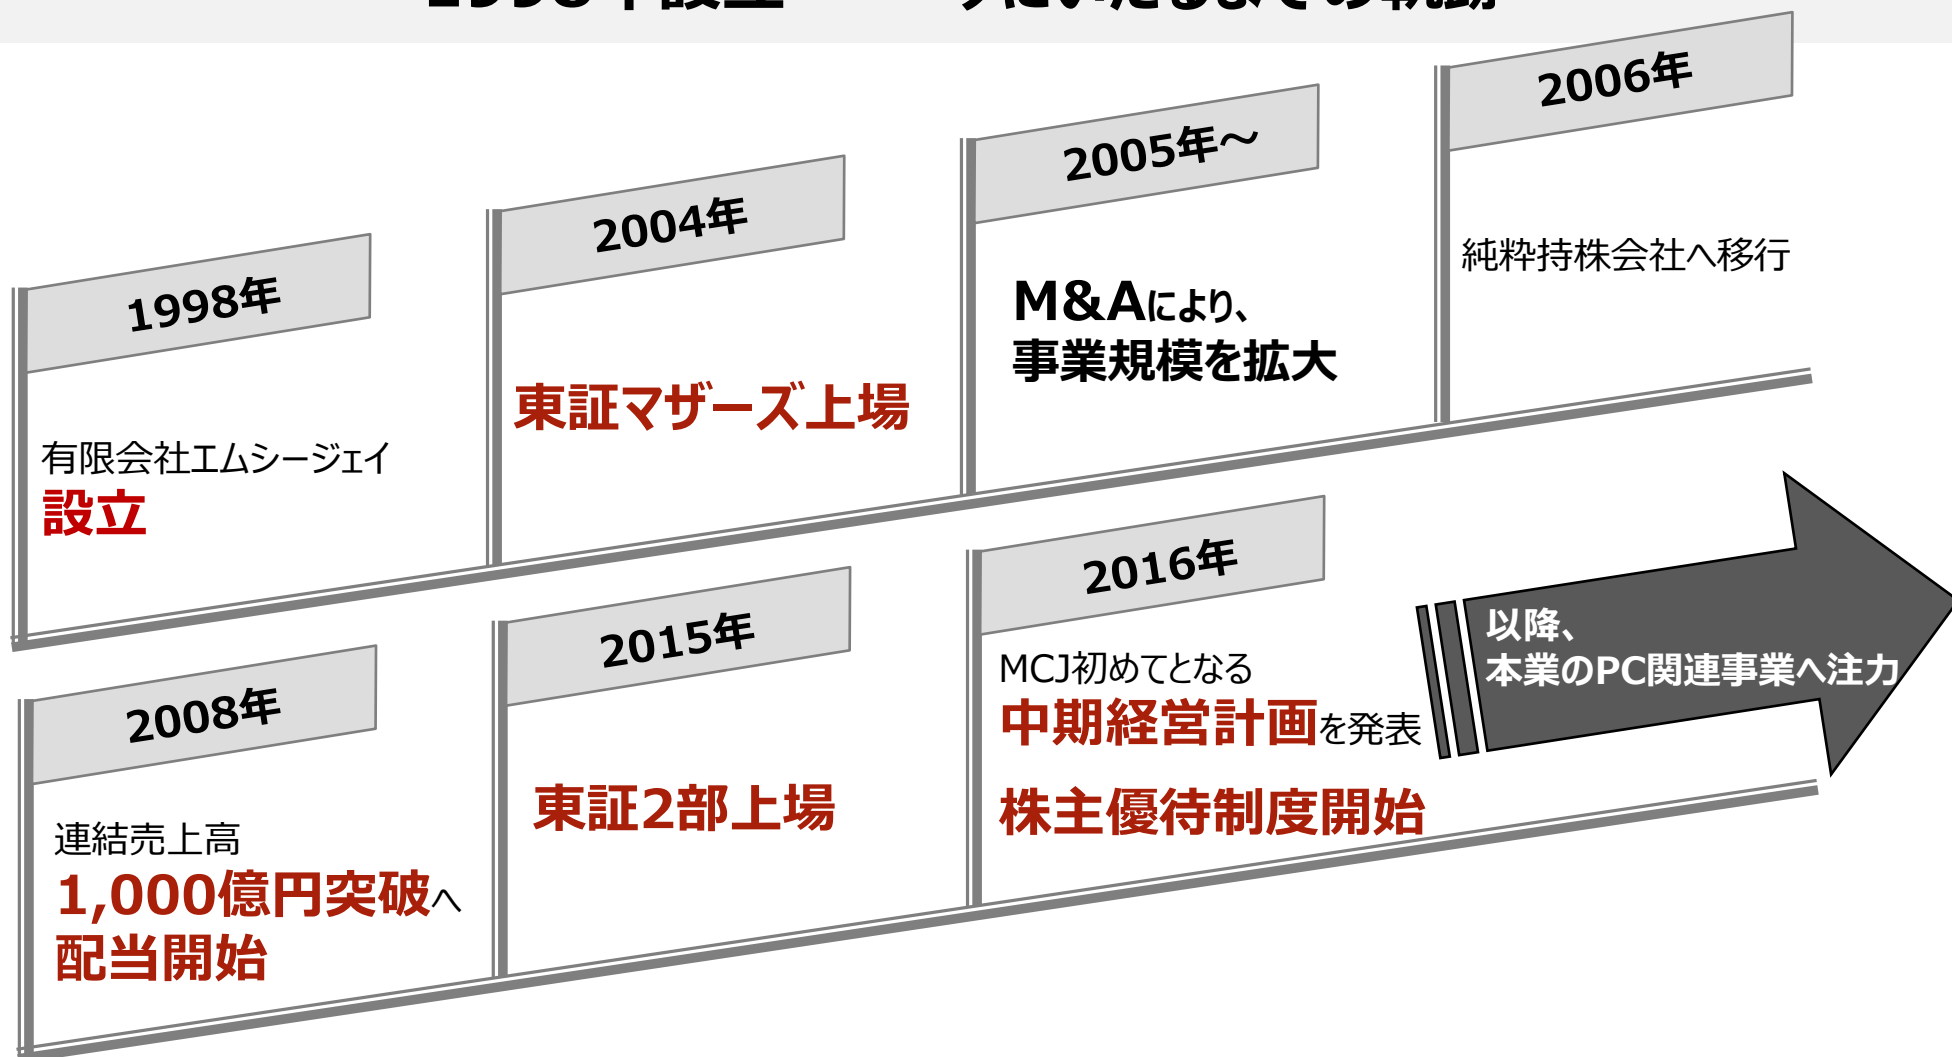 1998年
有限会社エムシージェイ
設立
2004年
東証マザーズ上場
2005年～
M&Aにより、
事業規模を拡大
2006年
純粋持株会社へ移行
2008年
連結売上高
1,000億円突破へ
配当開始
2015年
東証2部上場
2016年
MCJ初めてとなる
中期経営計画を発表
株主優待制度開始
以降、
本業のPC関連事業へ注力